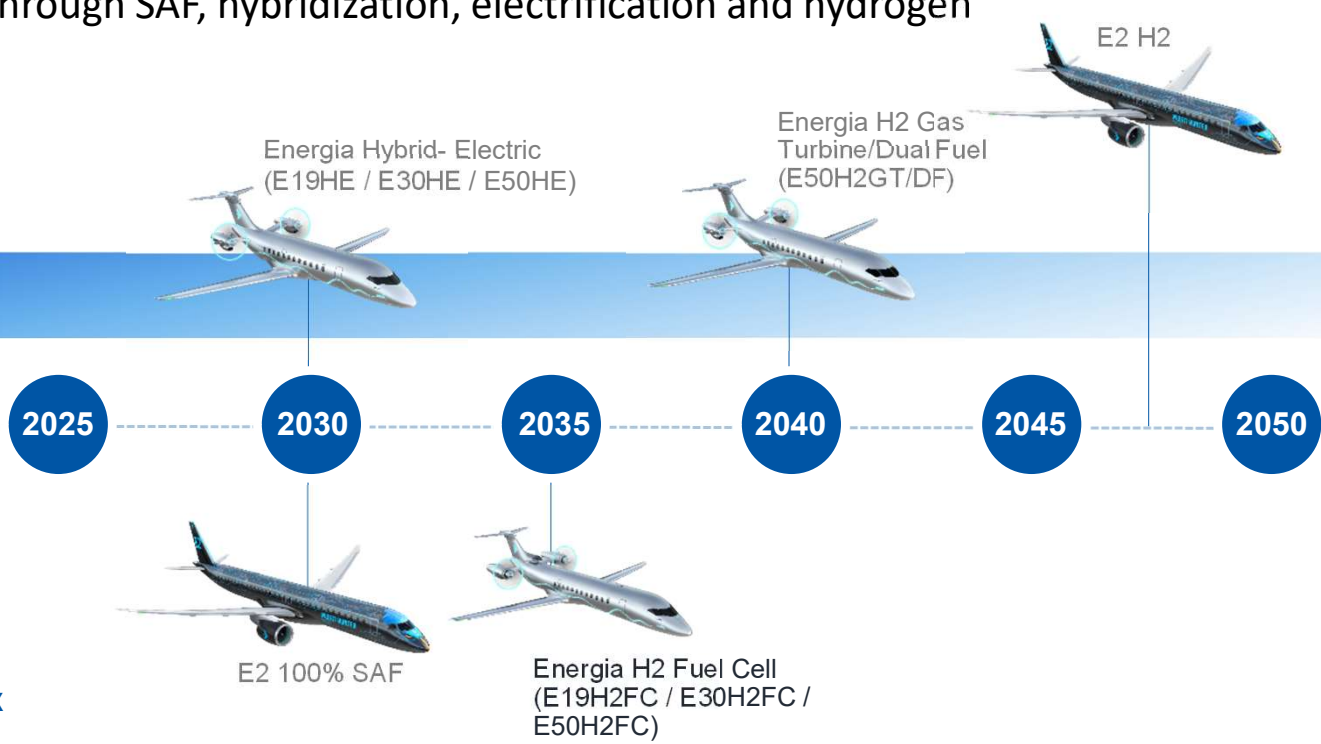 through SAF, hybridization, electrification and hydrogen
E2 H2
Energia Hybrid- Electric
(E19HE / E30HE / E50HE)
Energia H2 Gas
Turbine/Dual Fuel
(E50H2GT/DF)
2025
2030
2035
2040
2045
2050
E2 100% SAF
Energia H2 Fuel Cell
(E19H2FC / E30H2FC /
E50H2FC)